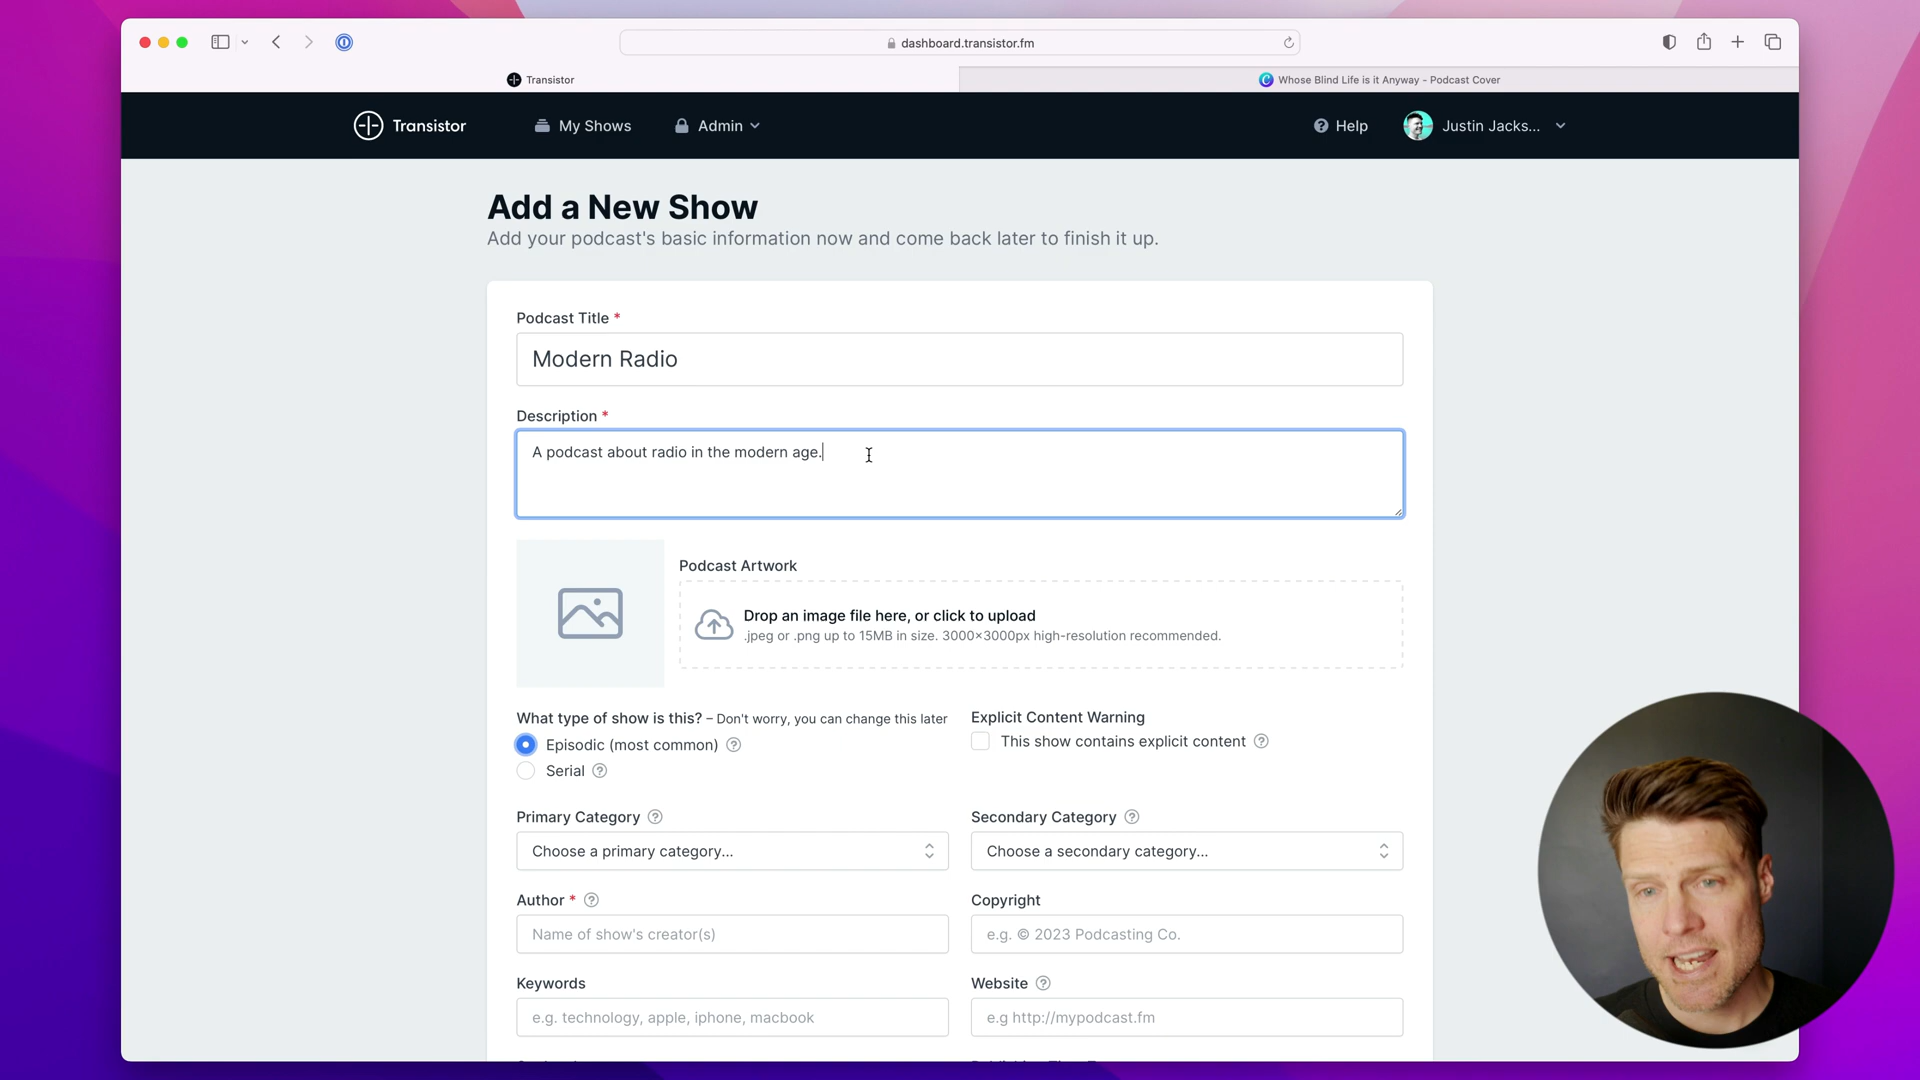 dashboard.transistor.fm
Transistor
Whose Blind Life is it Anyway - Podcast Cover
Transistor
My Shows
Admin
Help
Justin Jacks...
Add a New Show
Add your podcast's basic information now and come back later to finish it up.
Podcast Title *
Modern Radio
Description *
A podcast about radio in the modern age.
Podcast Artwork
Drop an image file here, or click to upload
.jpeg or .png up to 15MB in size. 3000×3000px high-resolution recommended.
What type of show is this? – Don't worry, you can change this later
Episodic (most common)
Serial
Explicit Content Warning
This show contains explicit content
Primary Category
Choose a primary category...
Secondary Category
Choose a secondary category...
Author *
Name of show's creator(s)
Copyright
e.g. © 2023 Podcasting Co.
Keywords
e.g. technology, apple, iphone, macbook
Website
e.g http://mypodcast.fm